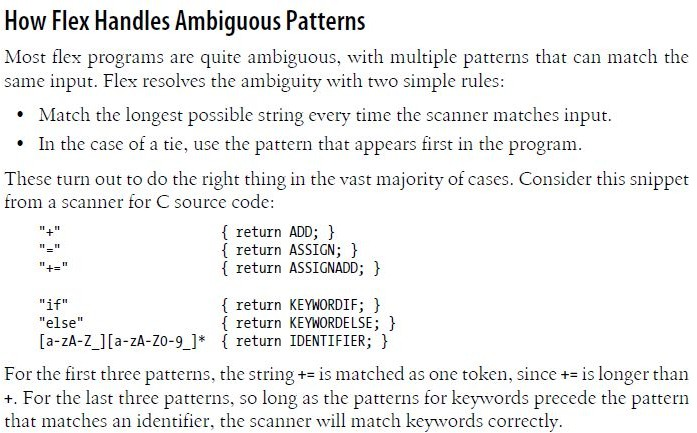 How Flex Handles Ambiguous Patterns
Most flex programs are quite ambiguous, with multiple patterns that can match the
same input. Flex resolves the ambiguity with two simple rules:
• Match the longest possible string every time the scanner matches input.
• In the case of a tie, use the pattern that appears first in the program.
These turn out to do the right thing in the vast majority of cases. Consider this snippet
from a scanner for C source code:
"+" { return ADD; }
"=" { return ASSIGN; }
"+=" { return ASSIGNADD; }
"if" { return KEYWORDIF; }
"else" { return KEYWORDELSE; }
[a-zA-Z_][a-zA-Z0-9_]* { return IDENTIFIER; }
For the first three patterns, the string += is matched as one token, since += is longer than
+. For the last three patterns, so long as the patterns for keywords precede the pattern
that matches an identifier, the scanner will match keywords correctly.